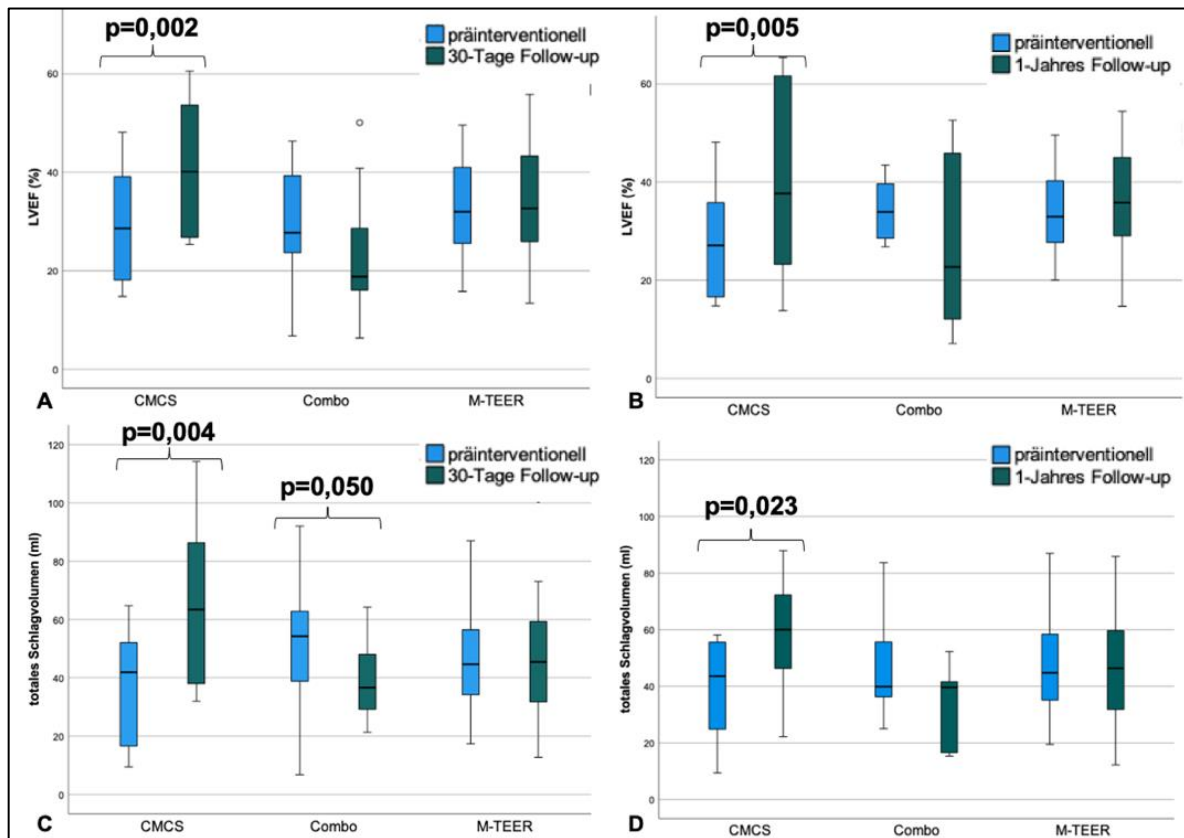 p=0,002
präinterventionell
30-Tage Follow-up
60
40
20
0
LVEF (%)
CMCS Combo M-TEER
A
p=0,005
präinterventionell
1-Jahres Follow-up
60
40
20
0
LVEF (%)
CMCS Combo M-TEER
B
p=0,004
p=0,050
präinterventionell
30-Tage Follow-up
120
100
80
60
40
20
0
totales Schlagvolumen (ml)
CMCS Combo M-TEER
C
p=0,023
präinterventionell
1-Jahres Follow-up
120
100
80
60
40
20
0
totales Schlagvolumen (ml)
CMCS Combo M-TEER
D